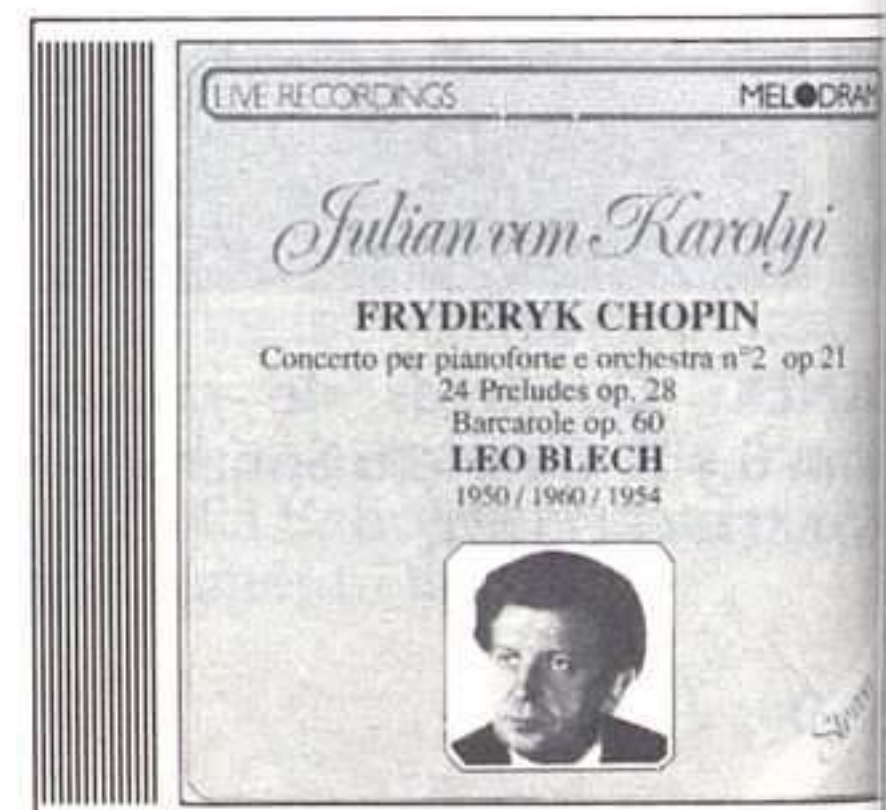 LIVE RECORDINGS MELODRAM
Julian von Karolyi
FRYDERYK CHOPIN
Concerto per pianoforte e orchestra n°2 op.21
24 Preludes op. 28
Barcarole op. 60
LEO BLECH
1950 / 1960 / 1954